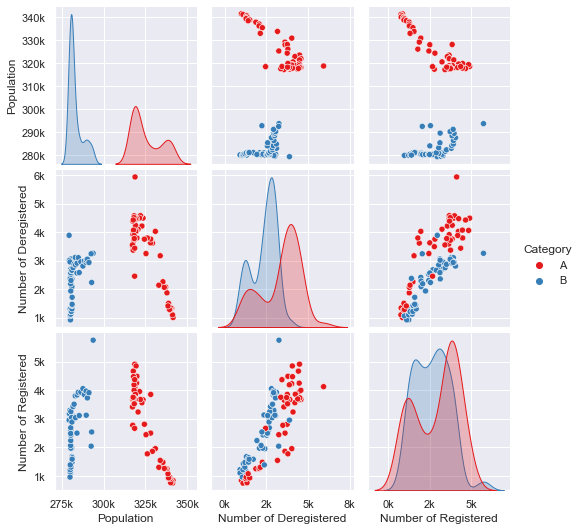 340k
330k
320k
310k
300k
290k
280k
Population
6k
5k
4k
3k
2k
1k
Number of Deregistered
Category
A
B
5k
4k
3k
2k
1k
Number of Registered
275k 300k 325k 350k
0k 2k 5k 8k
0k 2k 5k
Population
Number of Deregistered
Number of Registered